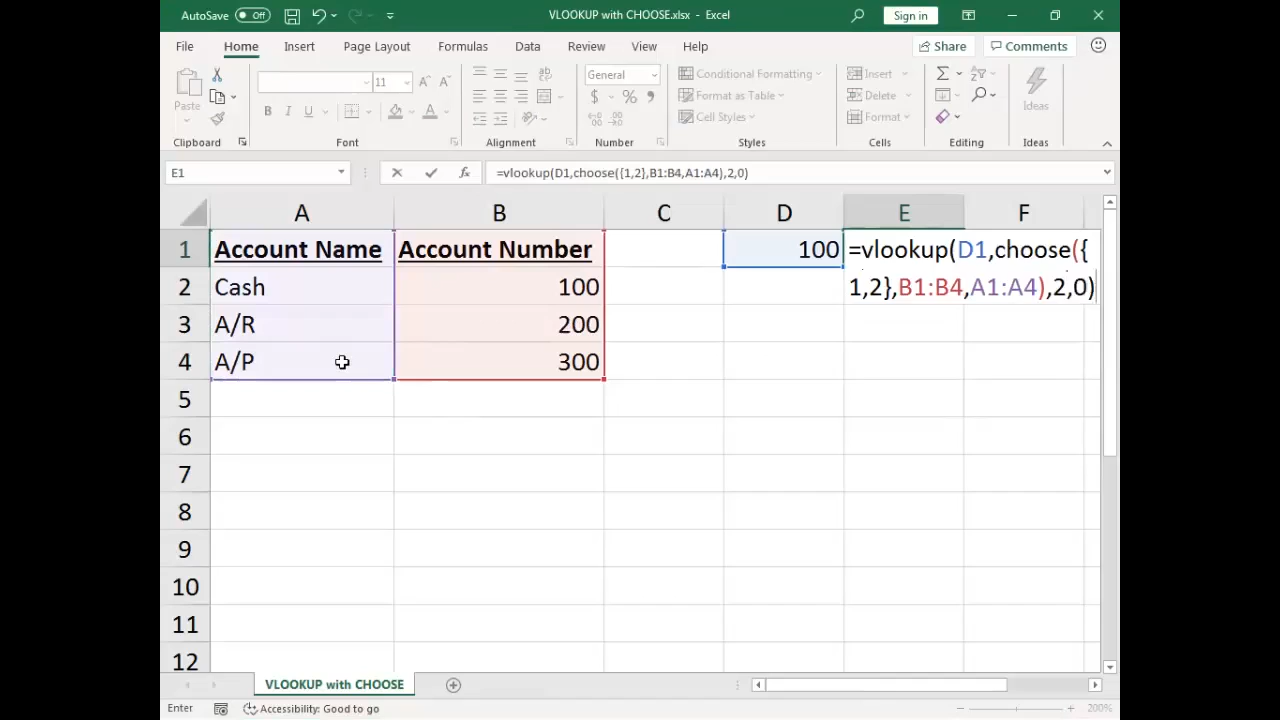 AutoSave Off VLOOKUP with CHOOSE.xlsx - Excel Sign in
File Home Insert Page Layout Formulas Data Review View Help Share Comments
Paste
Clipboard
11
B I U
A A
Font
ab
Alignment
General
$ % 9
Number
Conditional Formatting
Format as Table
Cell Styles
Styles
Insert
Delete
Format
Cells
Editing
Ideas
Ideas
E1 fx =vlookup(D1,choose({1,2},B1:B4,A1:A4),2,0)
A B C D E F
1 Account Name Account Number 100 =vlookup(D1,choose({
2 Cash 100 1,2},B1:B4,A1:A4),2,0)
3 A/R 200
4 A/P 300
5
6
7
8
9
10
11
12
VLOOKUP with CHOOSE
Enter Accessibility: Good to go 200%